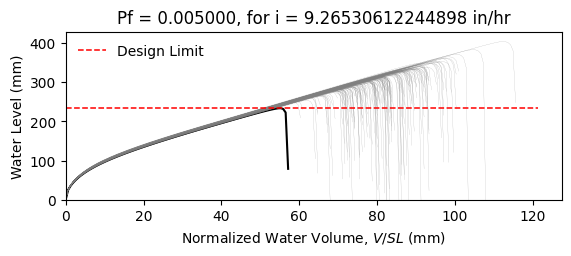 Pf = 0.005000, for i = 9.26530612244898 in/hr
400
300
200
100
0
Water Level (mm)
Design Limit
0 20 40 60 80 100 120
Normalized Water Volume, V/SL (mm)